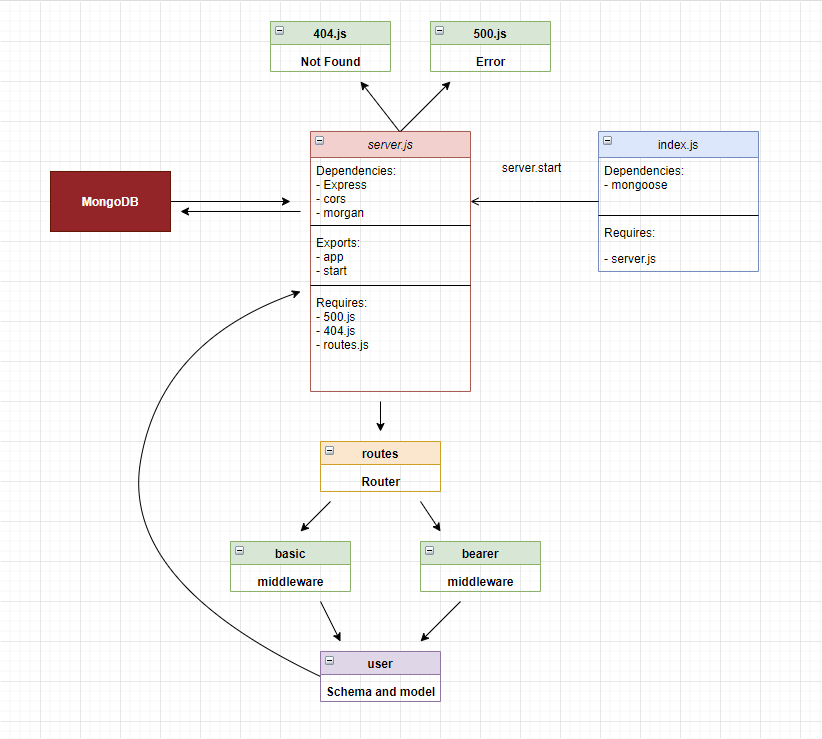 404.js
Not Found
500.js
Error
server.js
Dependencies:
- Express
- cors
- morgan
Exports:
- app
- start
Requires:
- 500.js
- 404.js
- routes.js
server.start
index.js
Dependencies:
- mongoose
Requires:
- server.js
MongoDB
routes
Router
basic
middleware
bearer
middleware
user
Schema and model